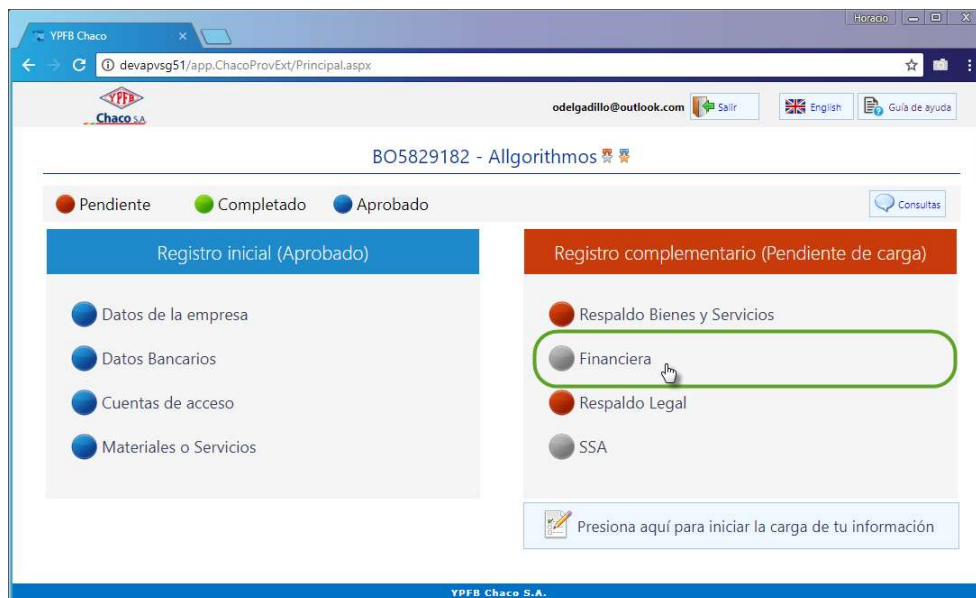 Horacio
YPFB Chaco
devapvsg51/app.ChacoProvExt/Principal.aspx
YPFB
Chaco S.A.
odelgadillo@outlook.com Salir English Guía de ayuda
BO5829182 - Allgorithmos
Pendiente Completado Aprobado Consultas
Registro inicial (Aprobado)
Datos de la empresa
Datos Bancarios
Cuentas de acceso
Materiales o Servicios
Registro complementario (Pendiente de carga)
Respaldo Bienes y Servicios
Financiera
Respaldo Legal
SSA
Presiona aquí para iniciar la carga de tu información
YPFB Chaco S.A.